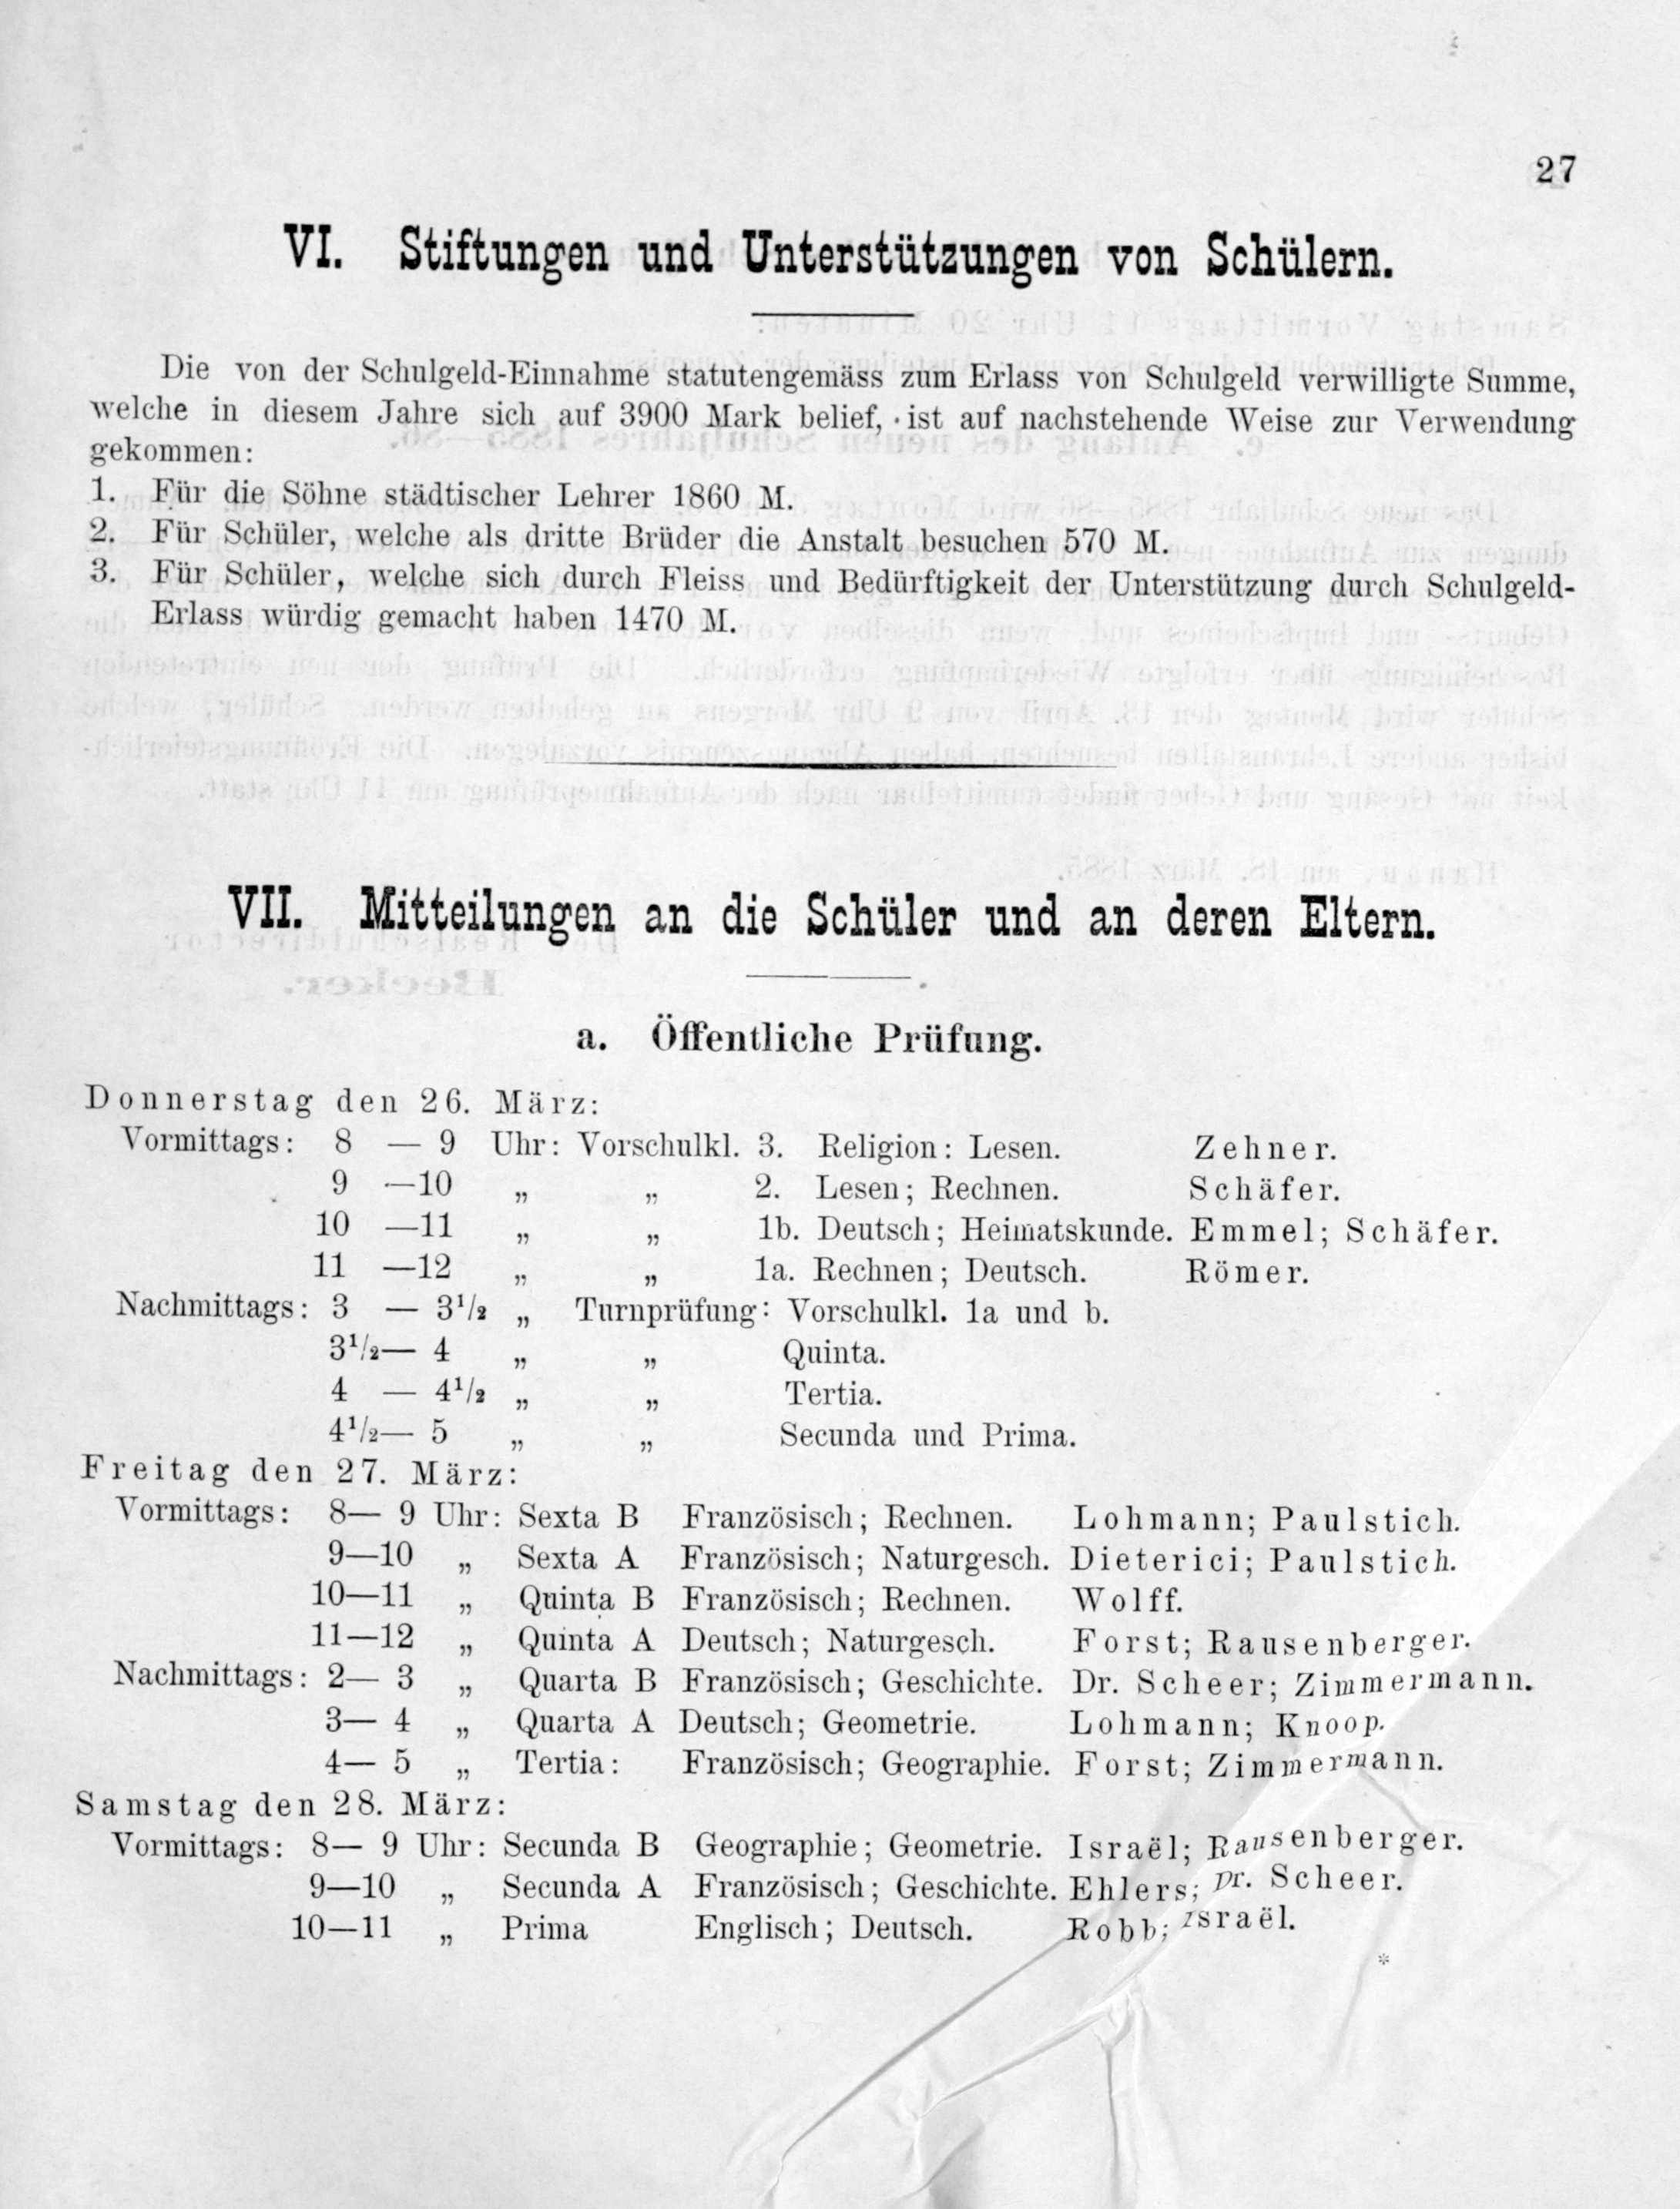 27
VI. Stiftungen und Unterstützungen von Schülern.
Die von der Schulgeld-Einnahme statutengemäss zum Erlass von Schulgeld verwilligte Summe,
welche in diesem Jahre sich auf 3900 Mark belief, ist auf nachstehende Weise zur Verwendung
gekommen:
1. Für die Söhne städtischer Lehrer 1860 M.
2. Für Schüler, welche als dritte Brüder die Anstalt besuchen 570 M.
3. Für Schüler, welche sich durch Fleiss und Bedürftigkeit der Unterstützung durch Schulgeld-
Erlass würdig gemacht haben 1470 M.
VII. Mitteilungen an die Schüler und an deren Eltern.
a. Öffentliche Prüfung.
Donnerstag den 26. März:
Vormittags: 8 — 9 Uhr: Vorschulkl. 3. Religion: Lesen. Zehner.
9 —10 „ „ 2. Lesen; Rechnen. Schäfer.
10 —11 „ „ 1b. Deutsch; Heimatskunde. Emmel; Schäfer.
11 —12 „ „ 1a. Rechnen; Deutsch. Römer.
Nachmittags: 3 — 3½ „ Turnprüfung: Vorschulkl. 1a und b.
3½— 4 „ „ Quinta.
4 — 4½ „ „ Tertia.
4½— 5 „ „ Secunda und Prima.
Freitag den 27. März:
Vormittags: 8— 9 Uhr: Sexta B Französisch; Rechnen. Lohmann; Paulstich.
9—10 „ Sexta A Französisch; Naturgesch. Dieterici; Paulstich.
10—11 „ Quinta B Französisch; Rechnen. Wolff.
11—12 „ Quinta A Deutsch; Naturgesch. Forst; Rausenberger.
Nachmittags: 2— 3 „ Quarta B Französisch; Geschichte. Dr. Scheer; Zimmermann.
3— 4 „ Quarta A Deutsch; Geometrie. Lohmann; Knoop.
4— 5 „ Tertia: Französisch; Geographie. Forst; Zimmermann.
Samstag den 28. März:
Vormittags: 8— 9 Uhr: Secunda B Geographie; Geometrie. Israël; Rausenberger.
9—10 „ Secunda A Französisch; Geschichte. Ehlers; Dr. Scheer.
10—11 „ Prima Englisch; Deutsch. Robb; Israël.
*